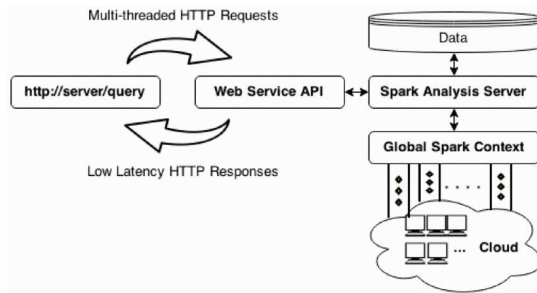 Multi-threaded HTTP Requests
Data
http://server/query
Web Service API
Spark Analysis Server
Low Latency HTTP Responses
Global Spark Context
. . . .
... Cloud